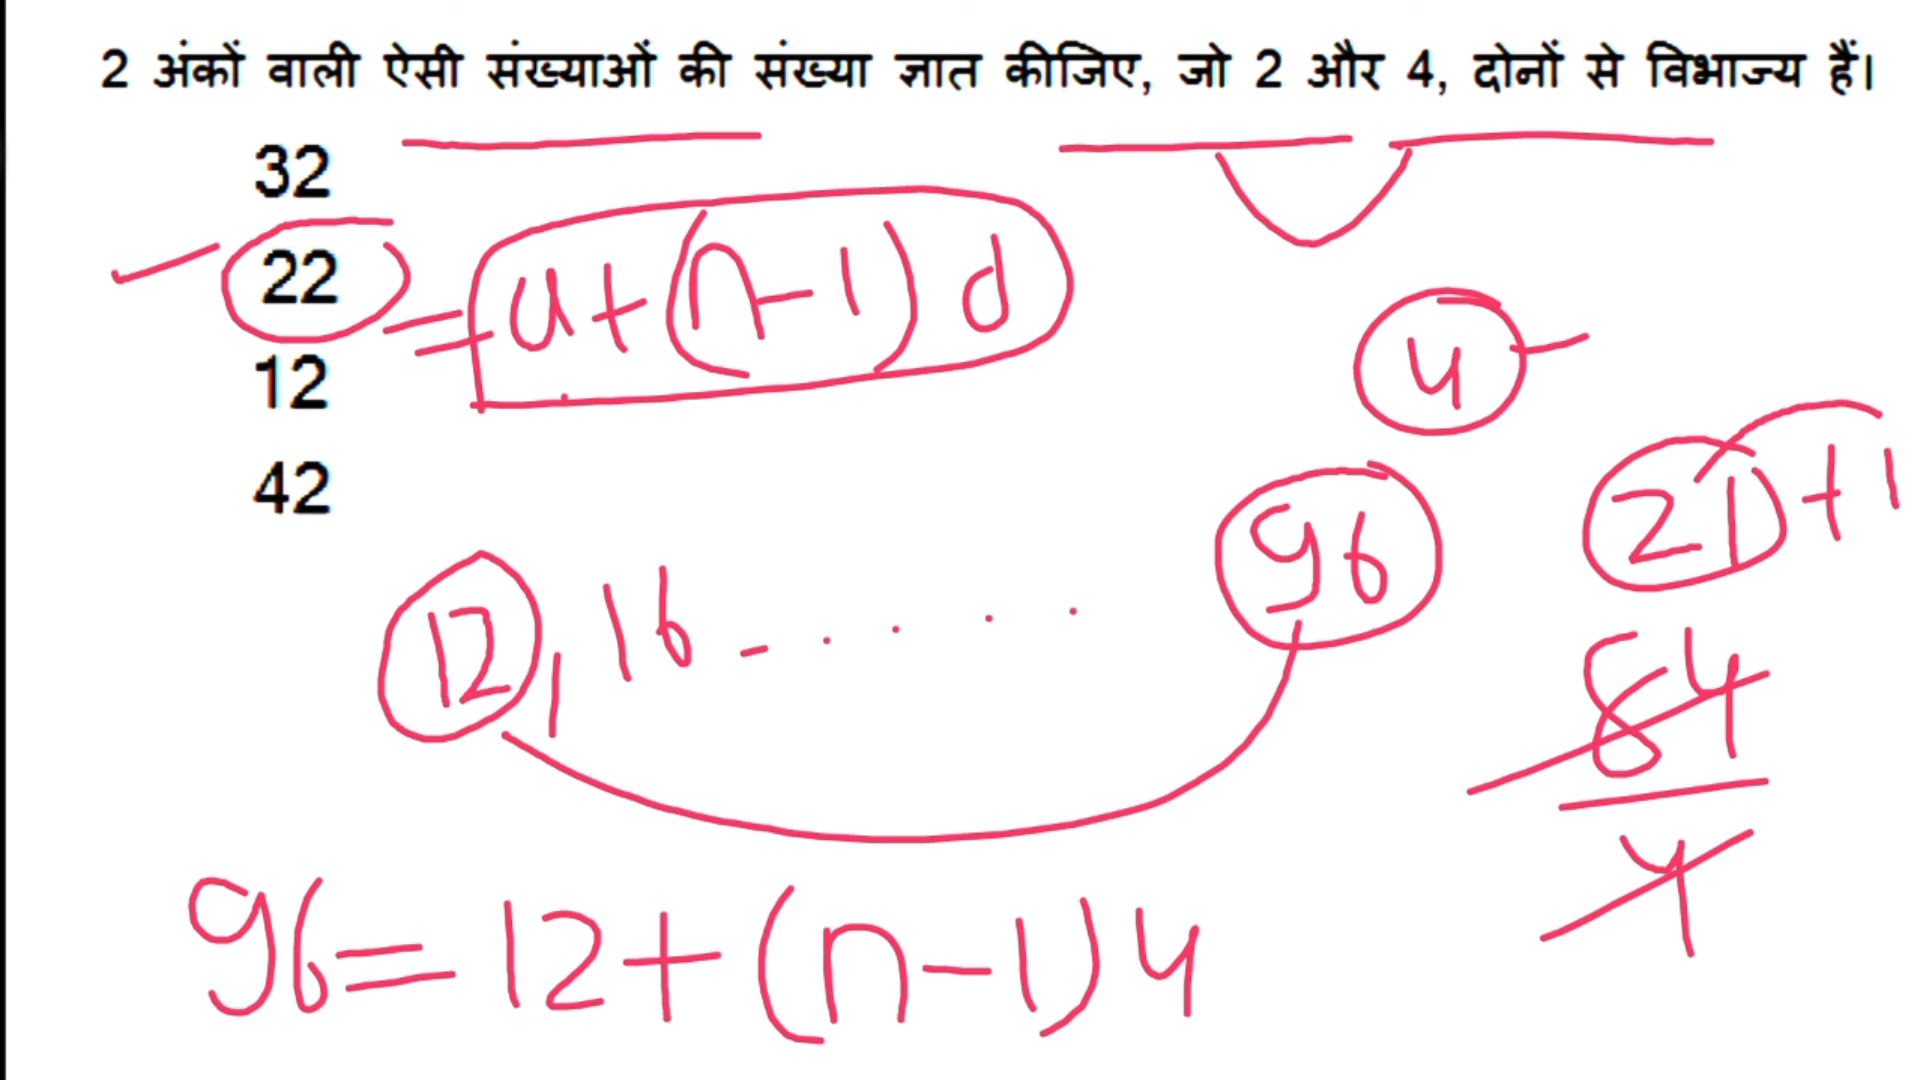 2 अंकों वाली ऐसी संख्याओं की संख्या ज्ञात कीजिए, जो 2 और 4, दोनों से विभाज्य हैं।
32
22 = a+(n-1)d
12
4
42
21+1
12, 16 - . . . . 96
84
4
96 = 12+(n-1)4